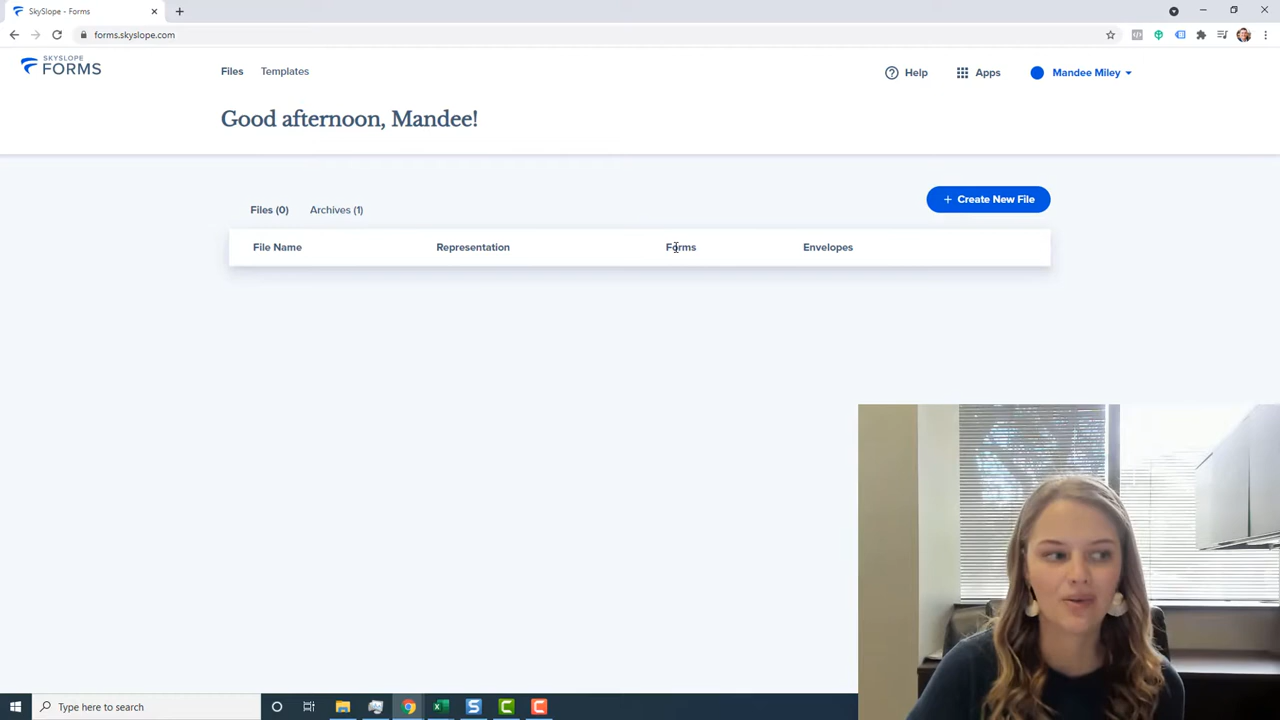 SkySlope - Forms
forms.skyslope.com
SKYSLOPE
FORMS
Files
Templates
Help
Apps
Mandee Miley
Good afternoon, Mandee!
Files (0)
Archives (1)
+ Create New File
File Name
Representation
Forms
Envelopes
Type here to search